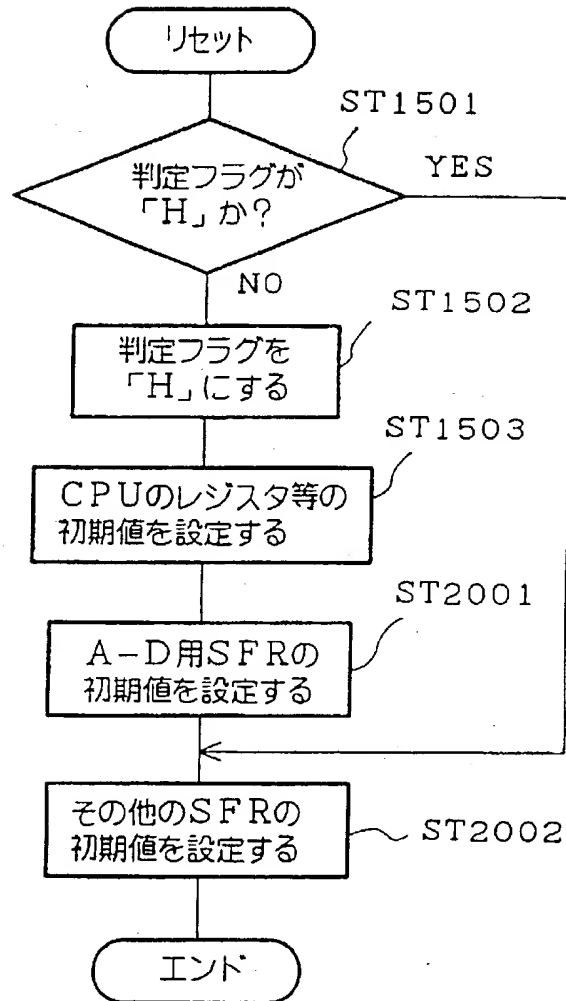 リセット
ST1501
判定フラグが
「H」か?
YES
NO
ST1502
判定フラグを
「H」にする
ST1503
CPUのレジスタ等の
初期値を設定する
ST2001
A-D用SFRの
初期値を設定する
その他のSFRの
初期値を設定する
ST2002
エンド